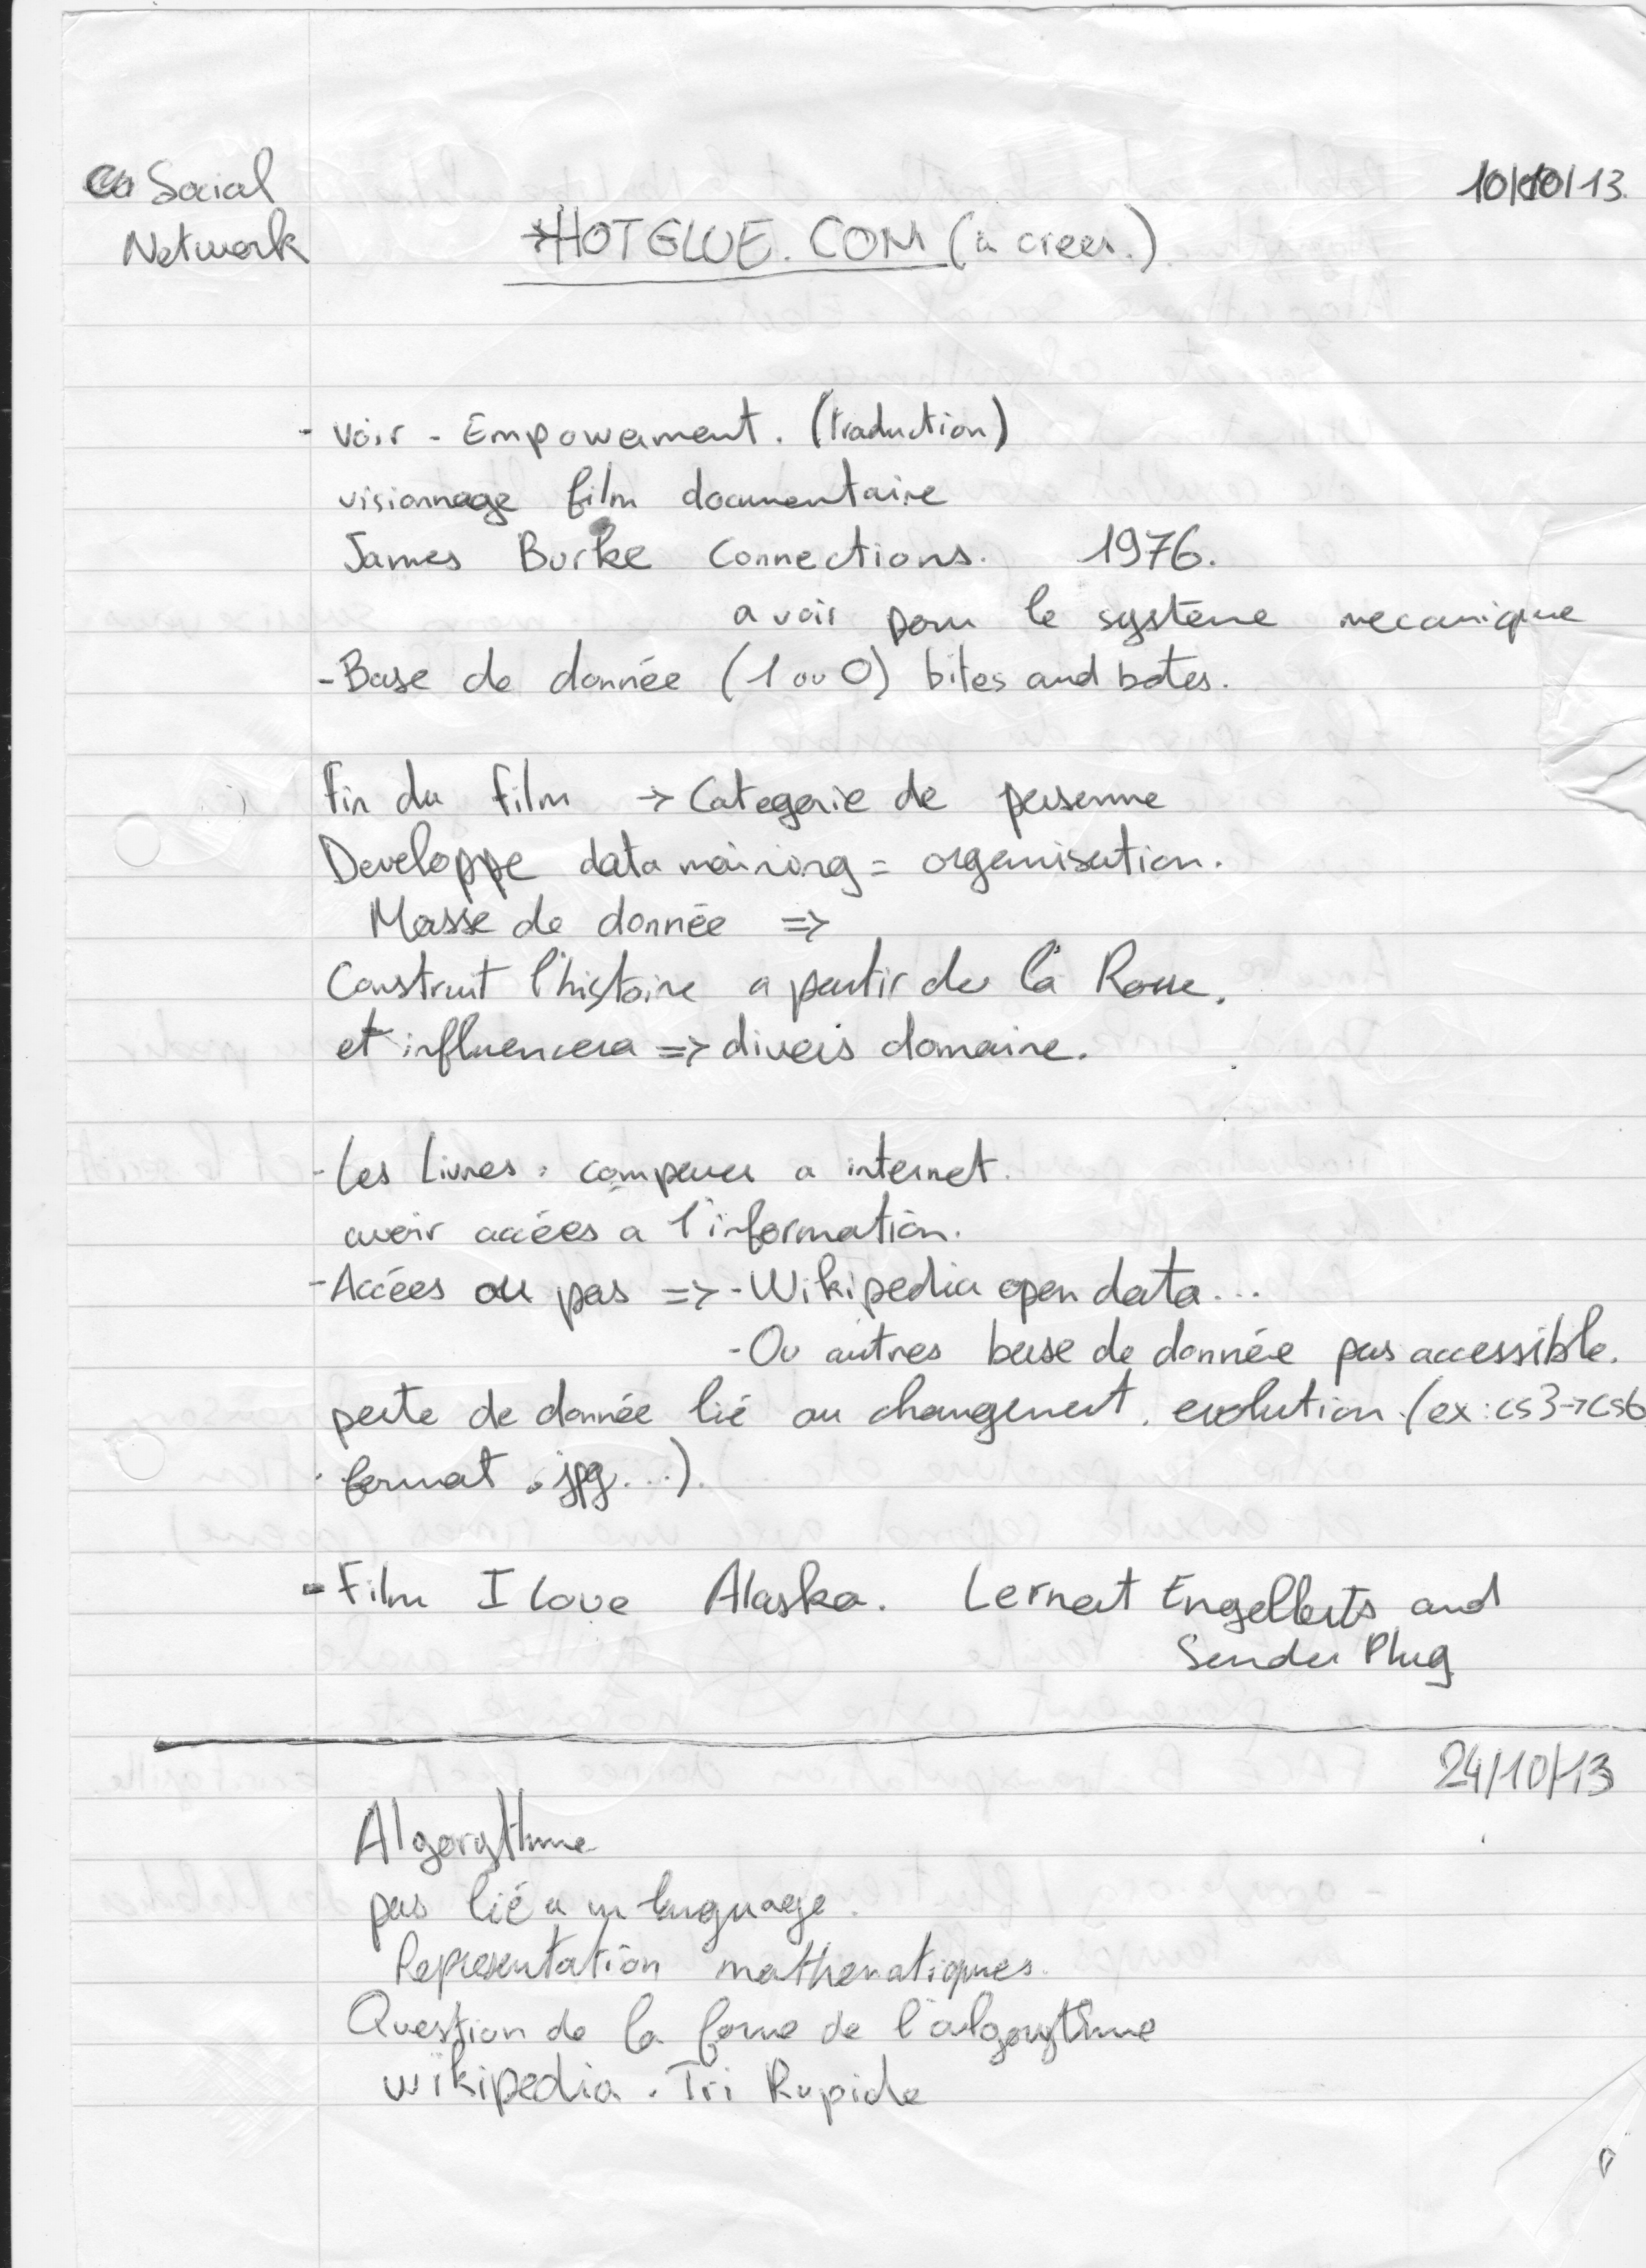 Social
Network
10/10/13.
→HOTGLUE.COM (à creer.)
- voir - Empowerment. (traduction)
visionnage film documentaire
James Burke Connections. 1976.
a voir pour le système mecanique
- Base de donnée (1 ou 0) bites and botes.
Fin du film → Categorie de personne
Developpe data maining = organisation.
Masse de donnée =>
Construit l'histoire a partir de la Roue.
et influencera => divers domaine.
- Les Livres : comparer a internet.
avoir accées a l'information.
- Accées ou pas => - Wikipedia open data...
- Ou autres base de donnée pas accessible.
perte de donnée lié au changement, evolution (ex: cs3→cs6
format .jpg...).
- Film I love Alaska. Lernert Engelberts and
Sander Plug
24/10/13
Algorythme
pas lié a un language.
Representation mathematiques.
Question de la forme de l'algorythme
wikipedia. Tri Rapide